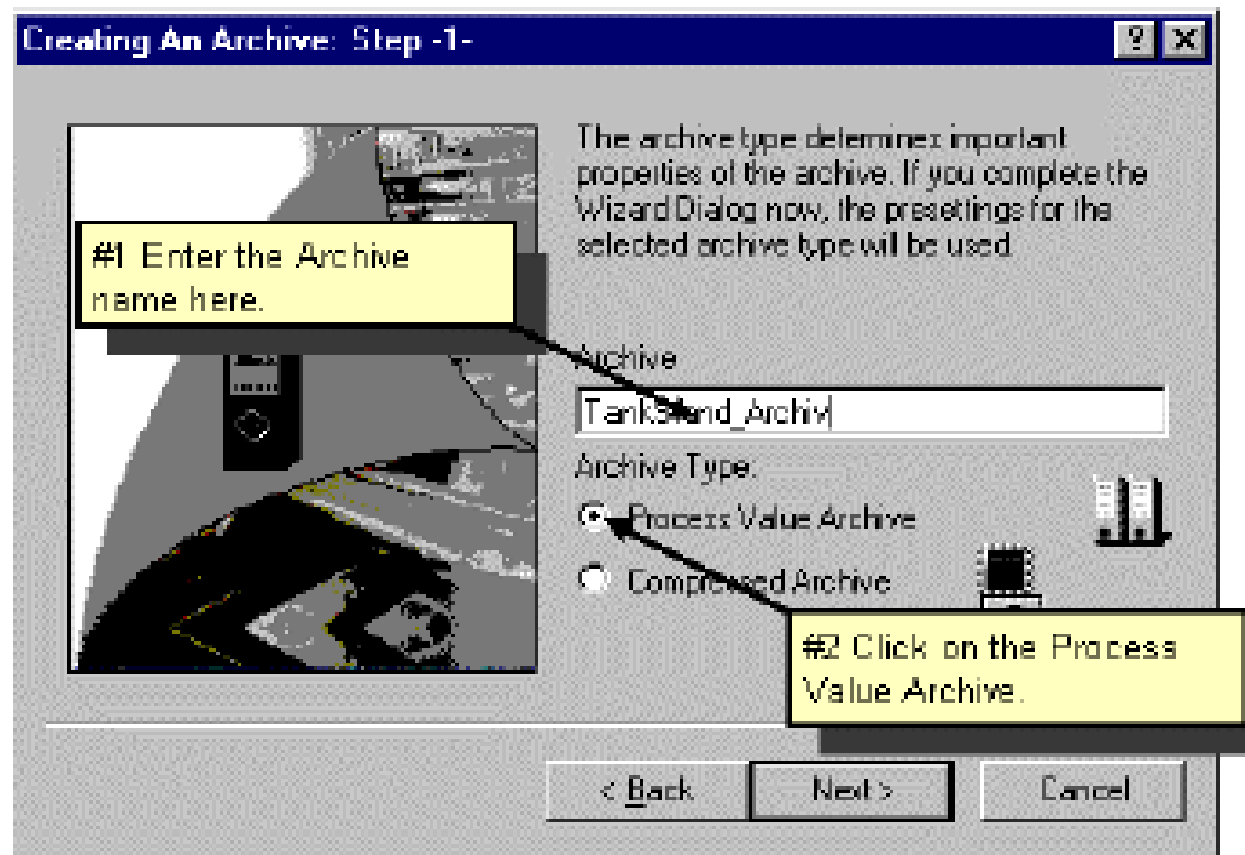 Creating An Archive: Step -1-
The archive type determines important
properties of the archive. If you complete the
Wizard Dialog now, the presettings for the
selected archive type will be used.
#1 Enter the Archive
name here.
Archive
TankStand_Archiv
Archive Type:
Process Value Archive
Compressed Archive
#2 Click on the Process
Value Archive.
< Back
Next >
Cancel